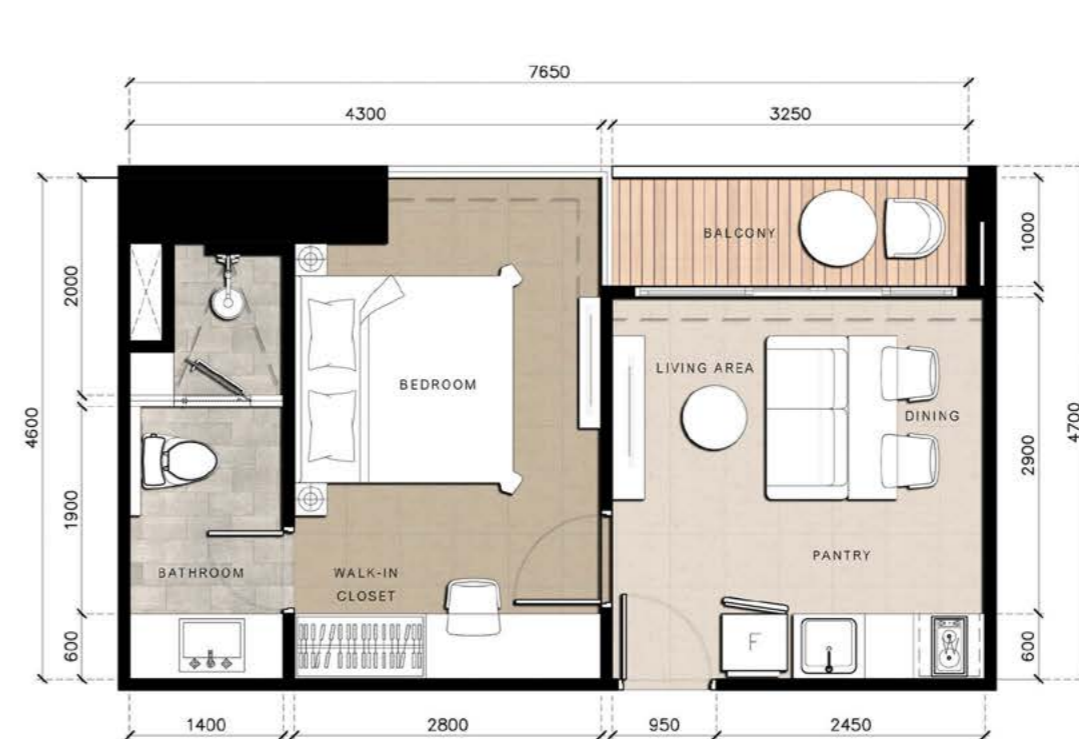 7650
4300
3250
BALCONY
1000
2000
LIVING AREA
BEDROOM
DINING
4600
4700
2900
1900
PANTRY
BATHROOM
WALK-IN
CLOSET
600
F
600
1400
2800
950
2450